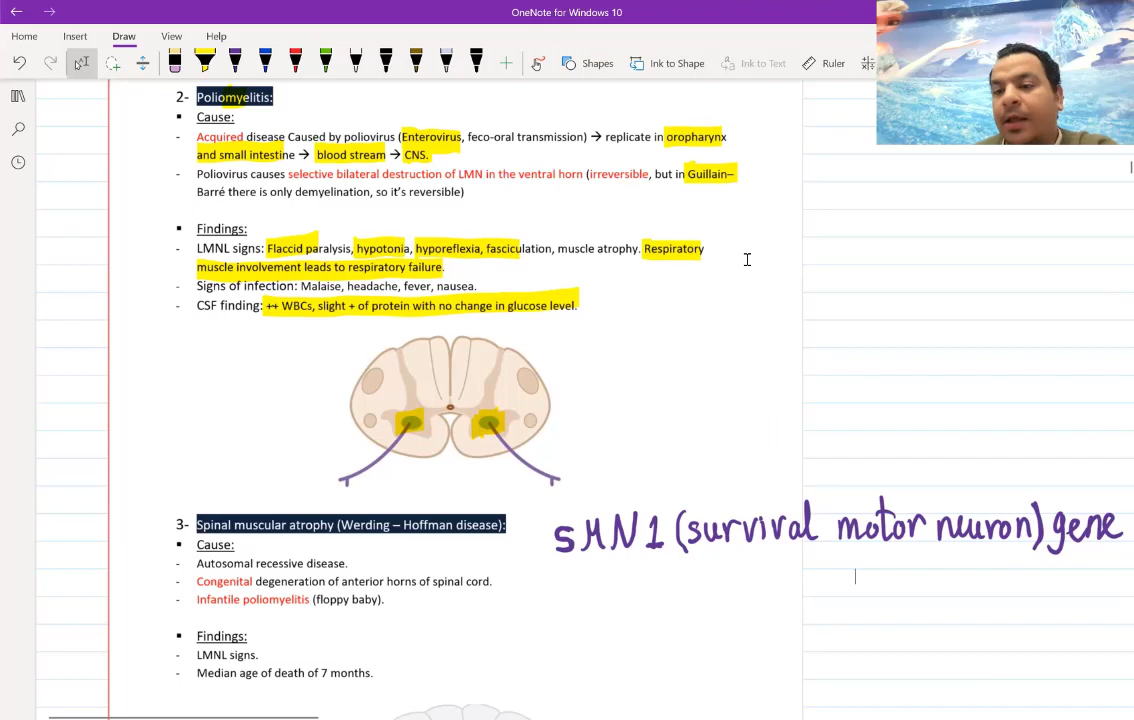 OneNote for Windows 10
Home Insert Draw View Help
Shapes Ink to Shape Ink to Text Ruler
2- Poliomyelitis:
▪ Cause:
- Acquired disease Caused by poliovirus (Enterovirus, feco-oral transmission) → replicate in oropharynx
and small intestine → blood stream → CNS.
- Poliovirus causes selective bilateral destruction of LMN in the ventral horn (irreversible, but in Guillain–
Barré there is only demyelination, so it's reversible)
▪ Findings:
- LMNL signs: Flaccid paralysis, hypotonia, hyporeflexia, fasciculation, muscle atrophy. Respiratory
muscle involvement leads to respiratory failure.
- Signs of infection: Malaise, headache, fever, nausea.
- CSF finding: ++ WBCs, slight + of protein with no change in glucose level.
3- Spinal muscular atrophy (Werding – Hoffman disease):
SMN1 (survival motor neuron) gene
▪ Cause:
- Autosomal recessive disease.
- Congenital degeneration of anterior horns of spinal cord.
- Infantile poliomyelitis (floppy baby).
▪ Findings:
- LMNL signs.
- Median age of death of 7 months.